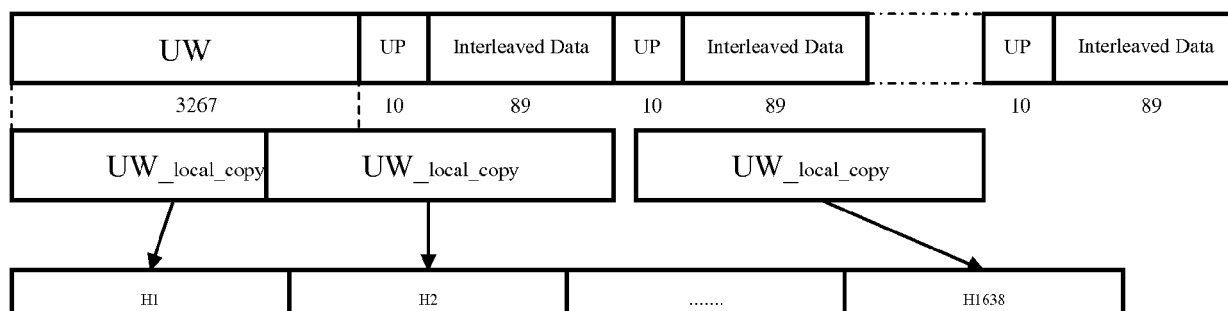 UW UP Interleaved Data UP Interleaved Data UP Interleaved Data
3267 10 89 10 89 10 89
UW_local_copy UW_local_copy UW_local_copy
H1 H2 ....... H1638